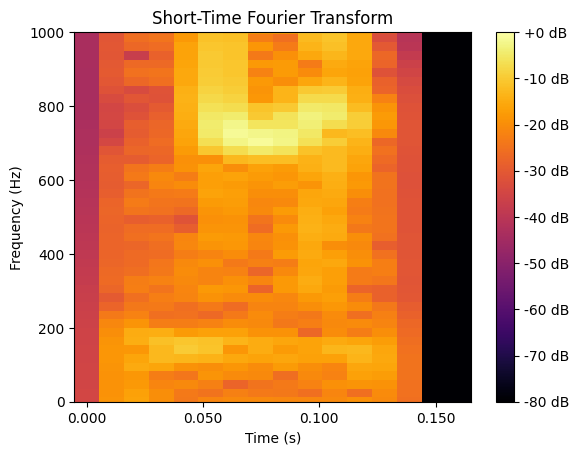 Short-Time Fourier Transform
Frequency (Hz)
1000
800
600
400
200
0
0.000
0.050
0.100
0.150
Time (s)
+0 dB
-10 dB
-20 dB
-30 dB
-40 dB
-50 dB
-60 dB
-70 dB
-80 dB